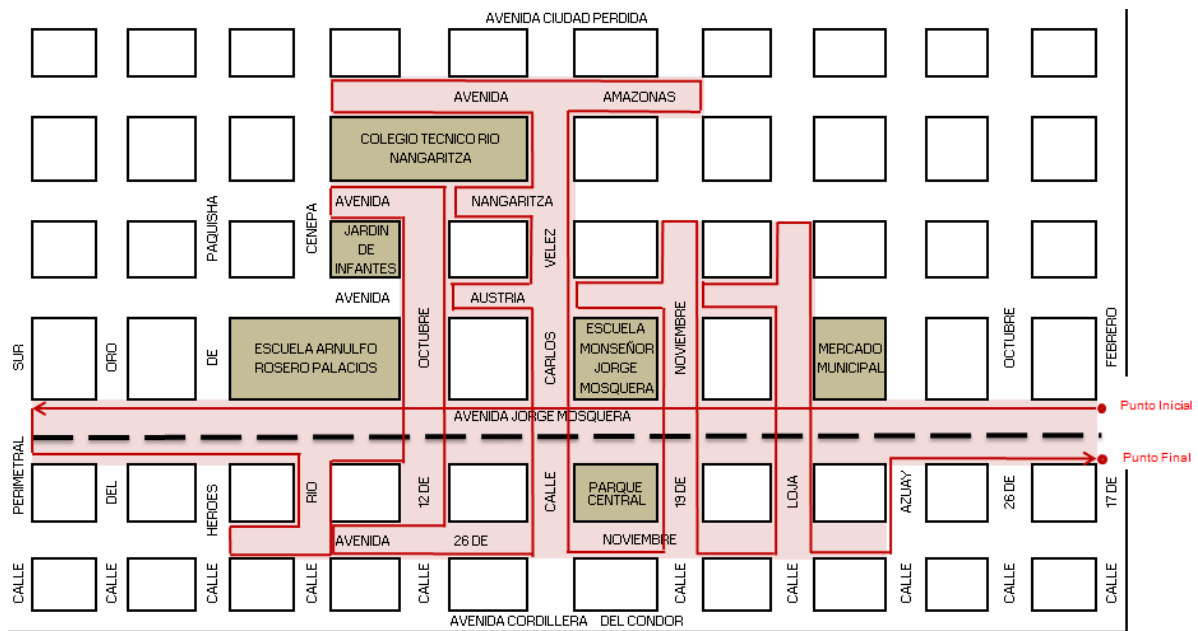 AVENIDA CIUDAD PERDIDA
AVENIDA AMAZONAS
COLEGIO TECNICO RIO
NANGARITZA
AVENIDA NANGARITZA
PAQUISHA
CENEPA
JARDIN
DE
INFANTES
VELEZ
AVENIDA AUSTRIA
SUR
ORO
DE
ESCUELA ARNULFO
ROSERO PALACIOS
OCTUBRE
CARLOS
ESCUELA
MONSEÑOR
JORGE
MOSQUERA
NOVIEMBRE
MERCADO
MUNICIPAL
OCTUBRE
FEBRERO
Punto Inicial
AVENIDA JORGE MOSQUERA
Punto Final
PERIMETRAL
DEL
HEROES
RIO
12 DE
CALLE
PARQUE
CENTRAL
19 DE
LOJA
AZUAY
26 DE
17 DE
AVENIDA 26 DE NOVIEMBRE
CALLE
CALLE
CALLE
CALLE
CALLE
CALLE
CALLE
CALLE
CALLE
CALLE
AVENIDA CORDILLERA DEL CONDOR